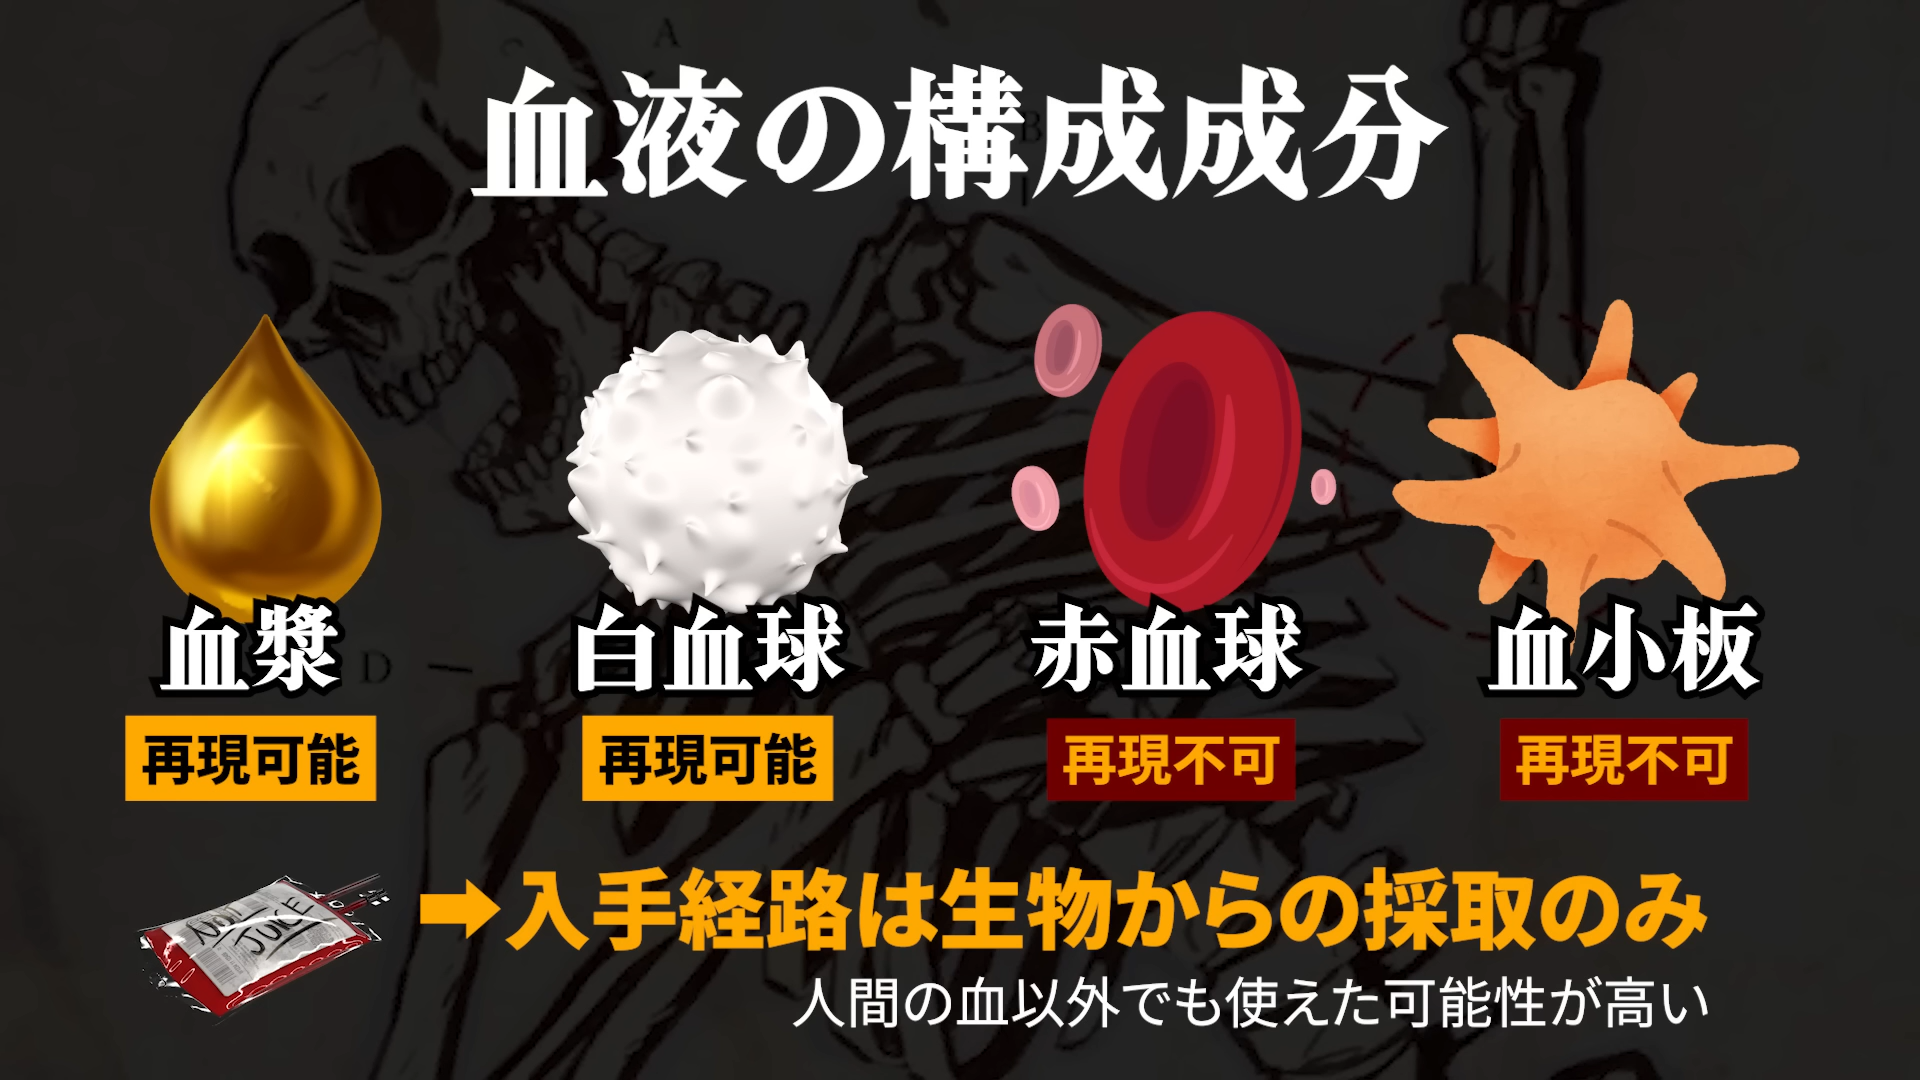 血液の構成成分
血漿
白血球
赤血球
血小板
再現可能
再現可能
再現不可
再現不可
➡入手経路は生物からの採取のみ
人間の血以外でも使えた可能性が高い
JUICE
A
B
D